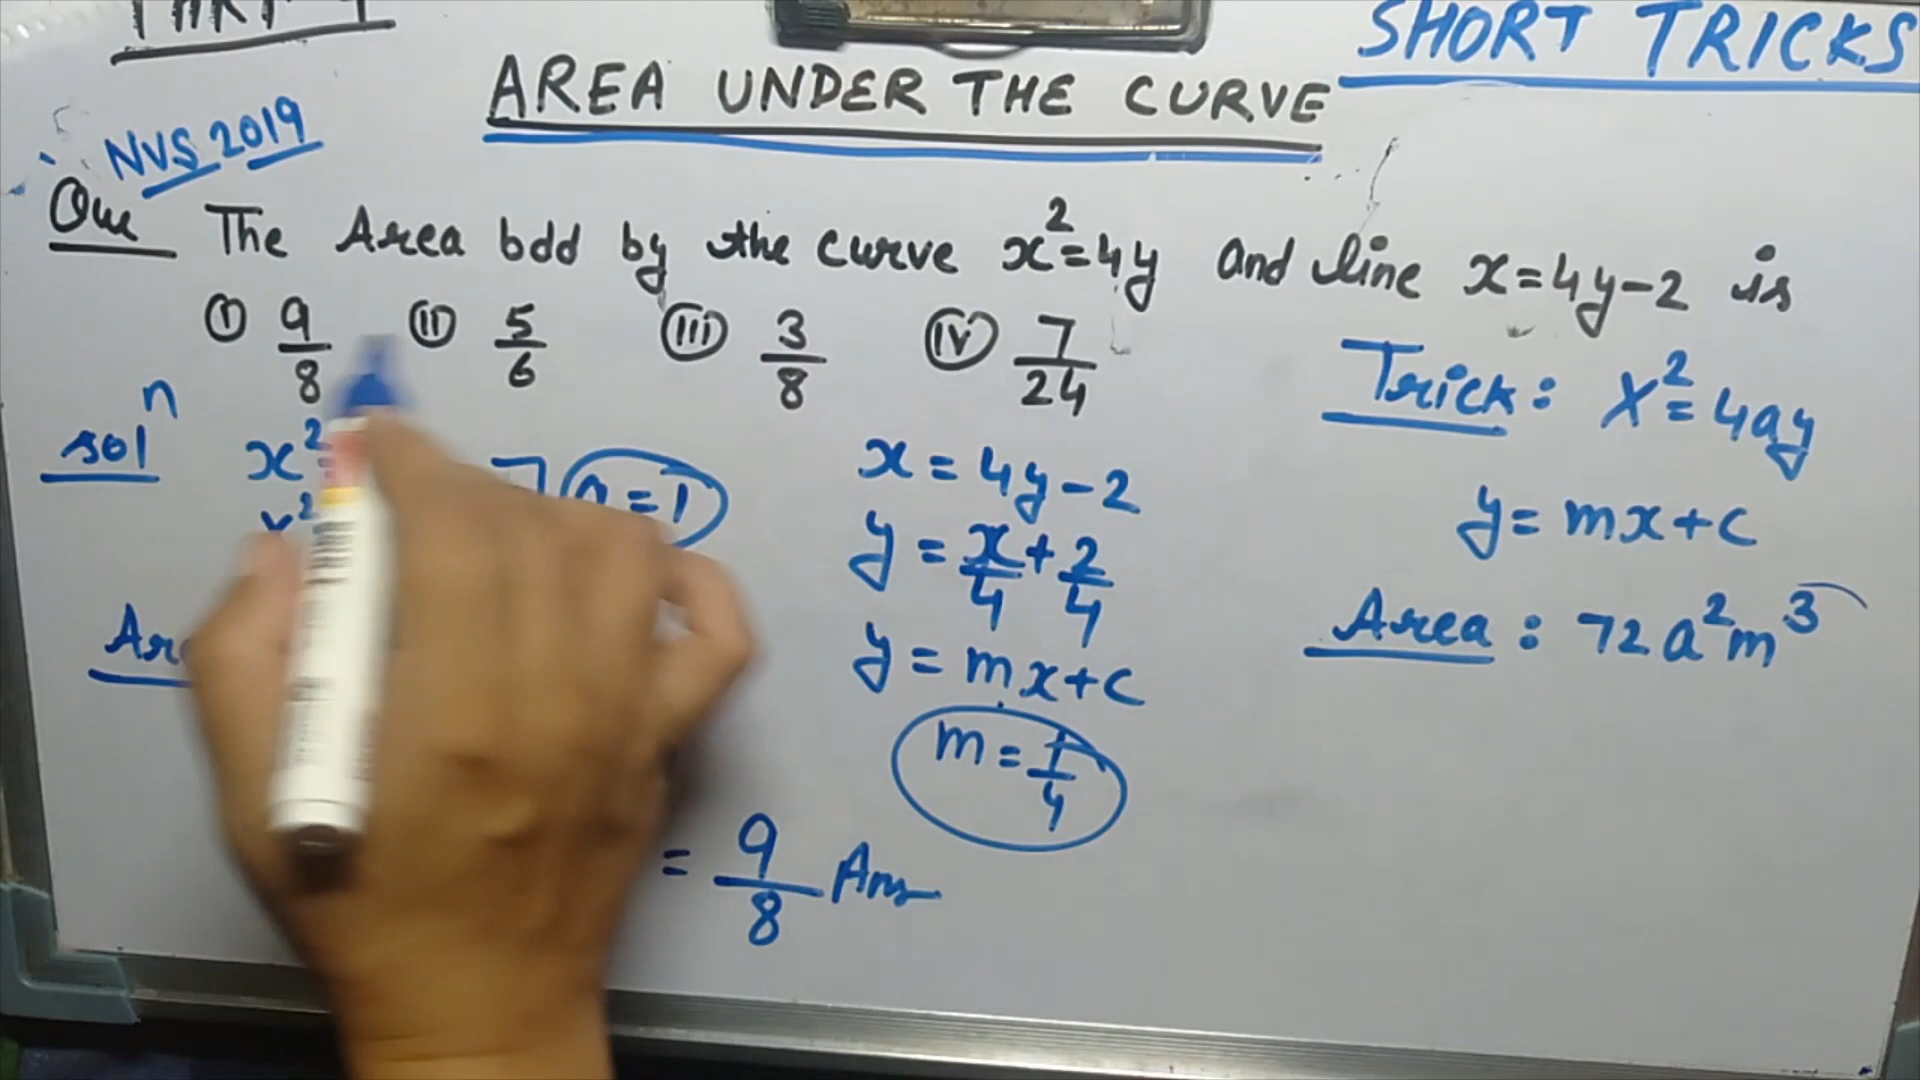 SHORT TRICKS
AREA UNDER THE CURVE
NVS 2019
Que The Area bdd by the curve x²=4y and line x=4y-2 is
(i) 9/8 (ii) 5/6 (iii) 3/8 (iv) 7/24
Trick: X²=4ay
solⁿ x² a=1 x=4y-2
y=mx+c
y=x/4+2/4
Area: 72a²m³
y=mx+c
m=1/4
=9/8 Ans